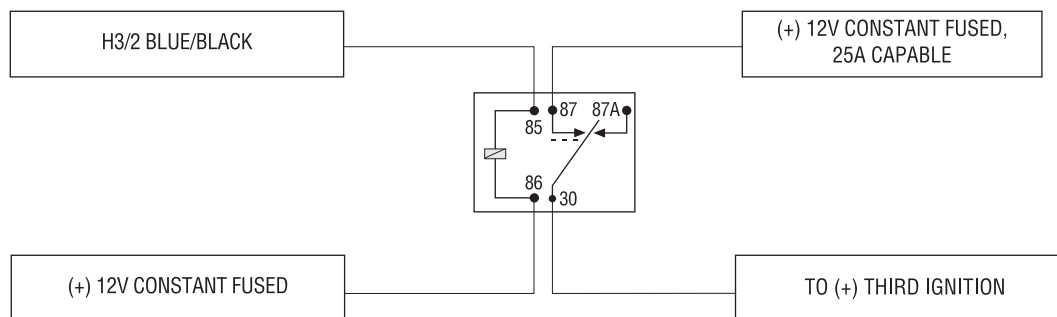 H3/2 BLUE/BLACK
(+) 12V CONSTANT FUSED,
25A CAPABLE
87 87A
85
86
30
(+) 12V CONSTANT FUSED
TO (+) THIRD IGNITION